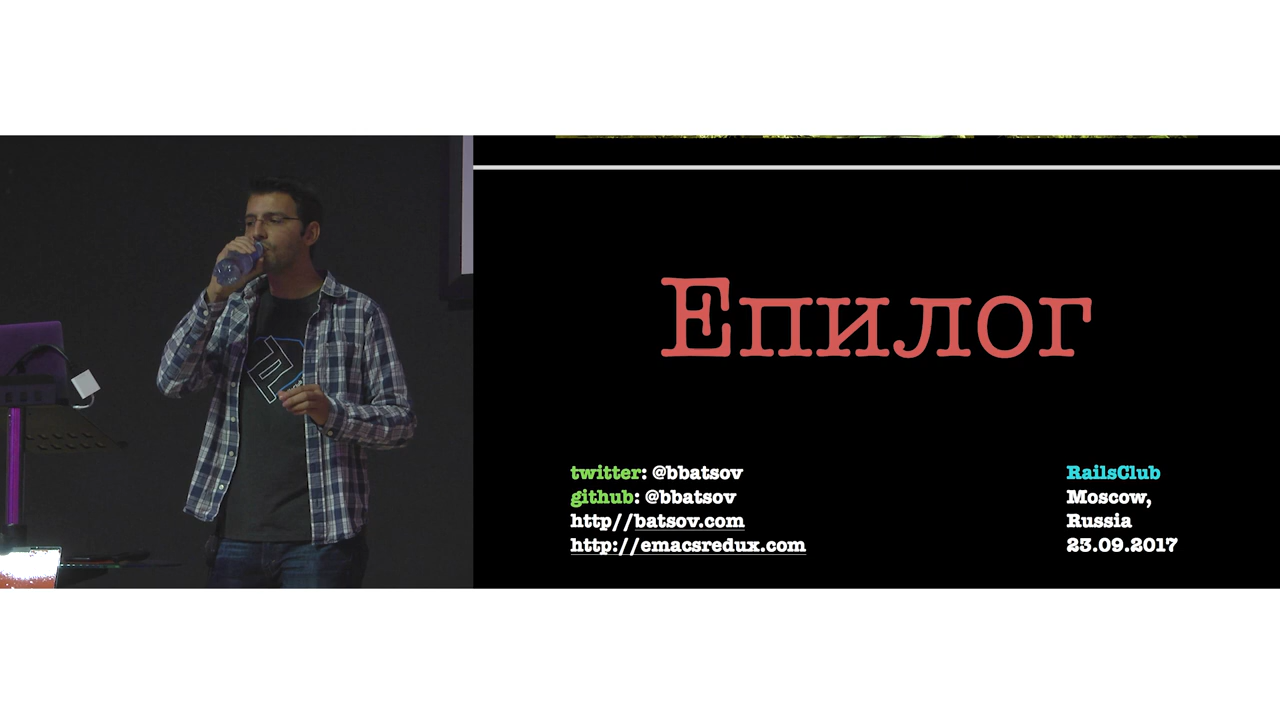 Епилог
twitter: @bbatsov
github: @bbatsov
http//batsov.com
http://emacsredux.com
RailsClub
Moscow,
Russia
23.09.2017